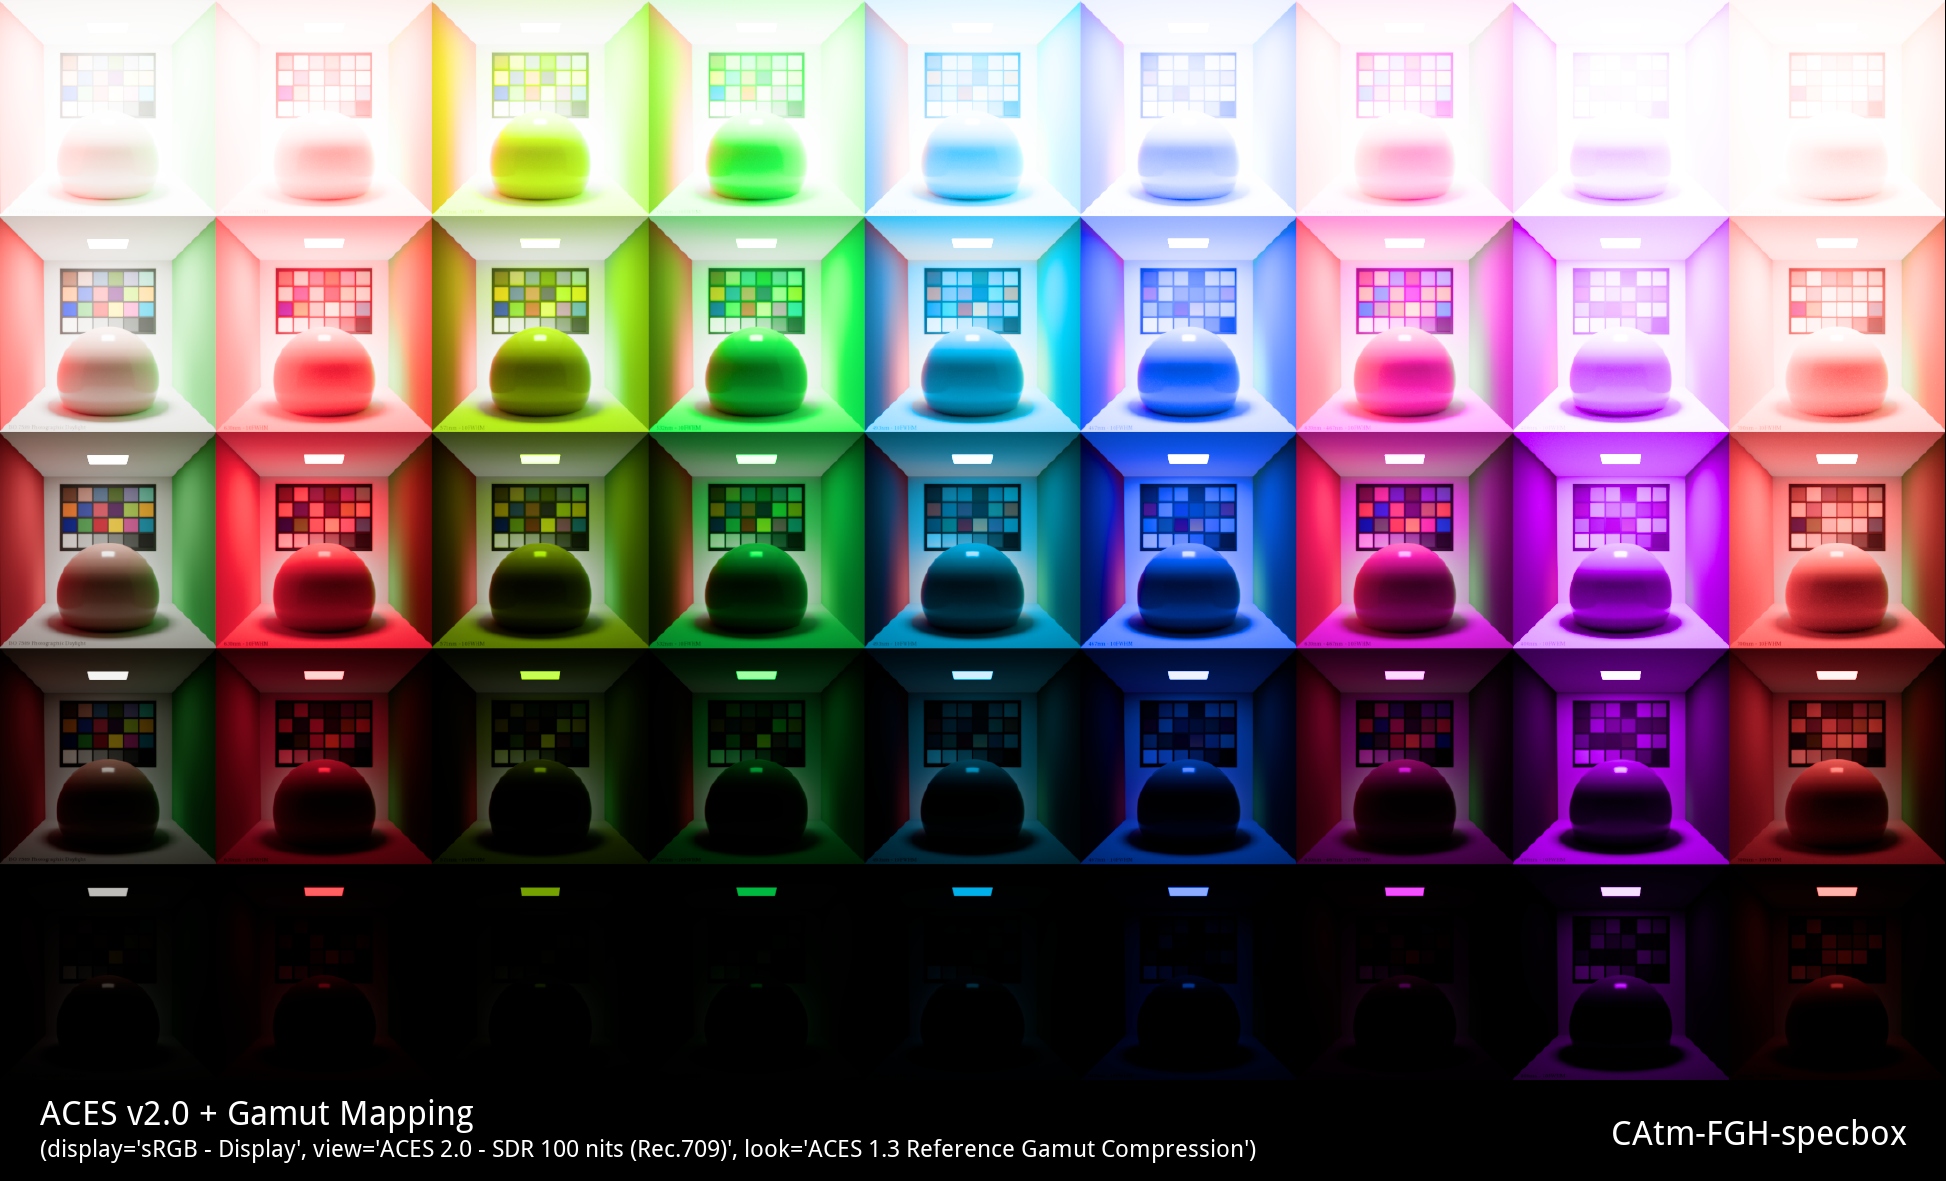 ACES v2.0 + Gamut Mapping
(display='sRGB - Display', view='ACES 2.0 - SDR 100 nits (Rec.709)', look='ACES 1.3 Reference Gamut Compression')
CAtm-FGH-specbox